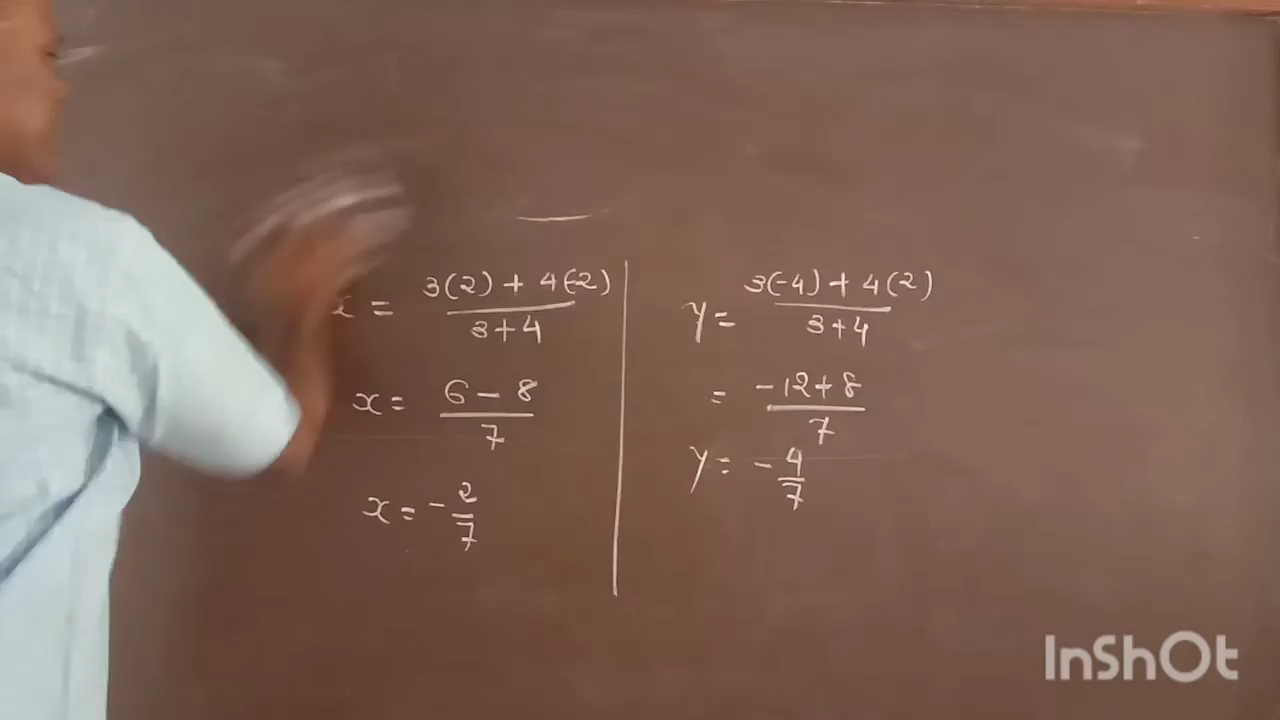 x = (3(2) + 4(-2))/(3+4)
x = (6 - 8)/7
x = -2/7
y = (3(-4) + 4(2))/(3+4)
= (-12+8)/7
y = -4/7
InShOt